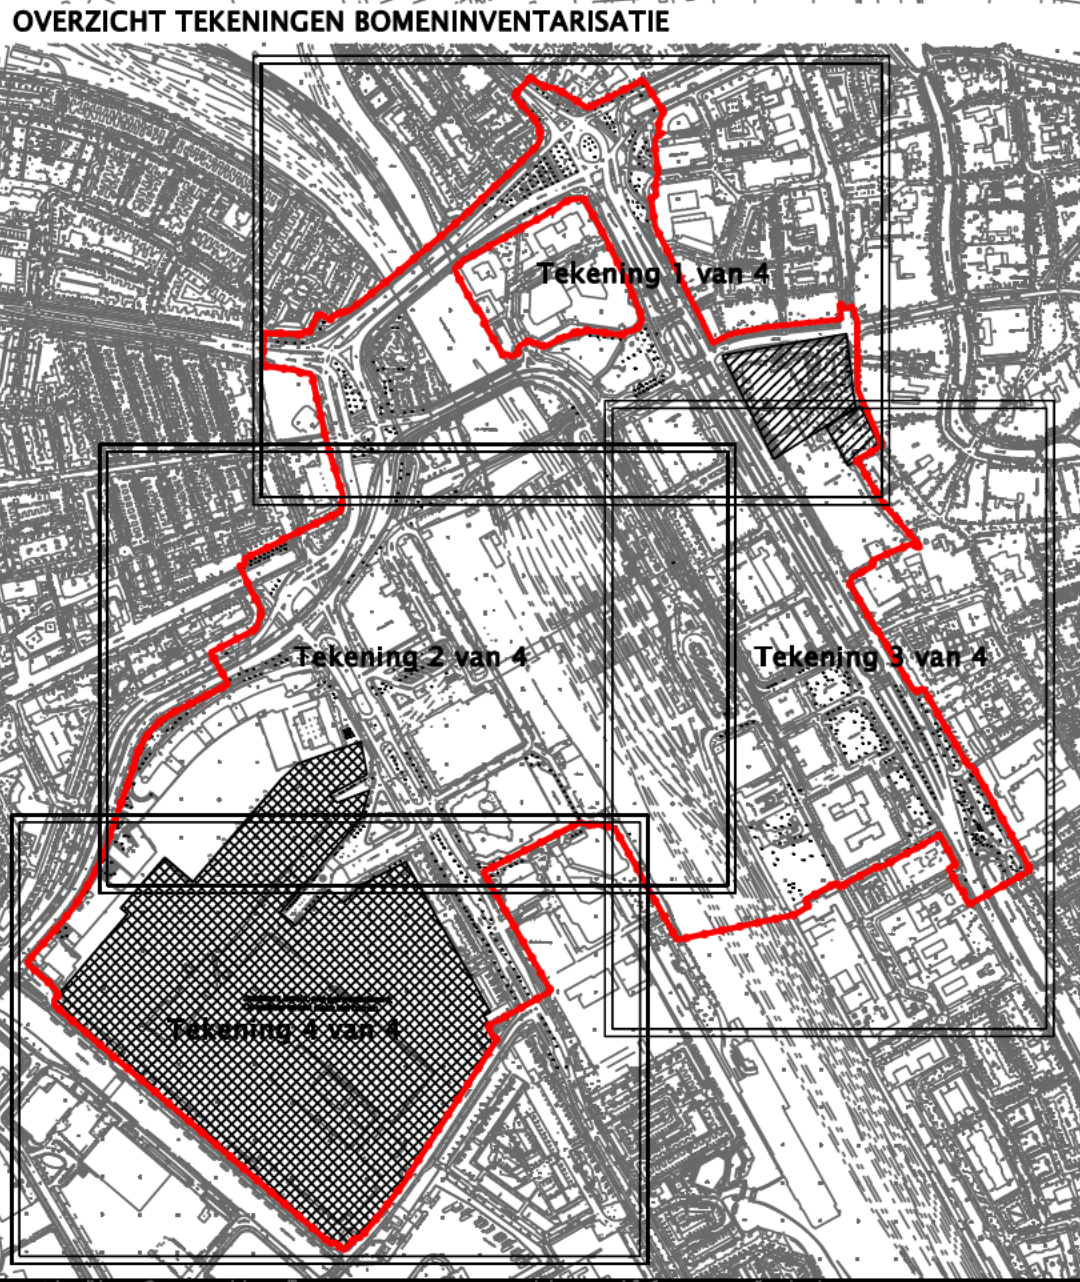 OVERZICHT TEKENINGEN BOMENINVENTARISATIE
Tekening 1 van 4
Tekening 2 van 4
Tekening 3 van 4
Tekening 4 van 4